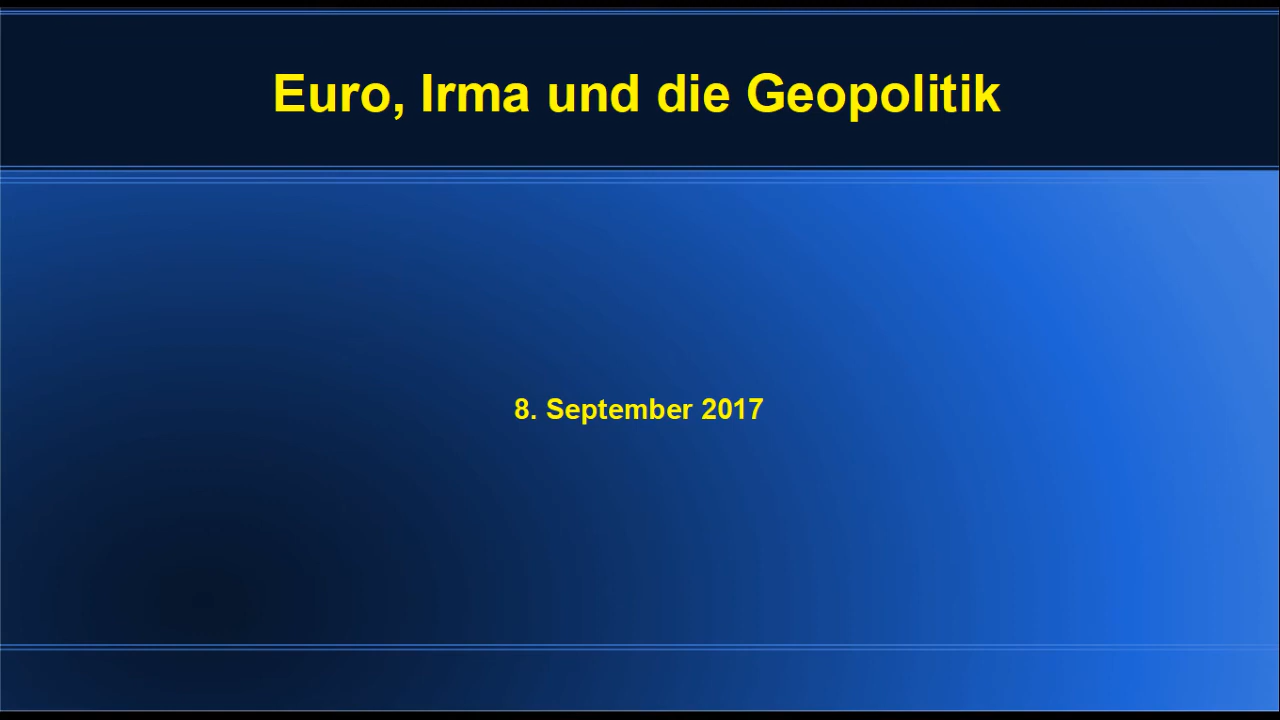 Euro, Irma und die Geopolitik
8. September 2017